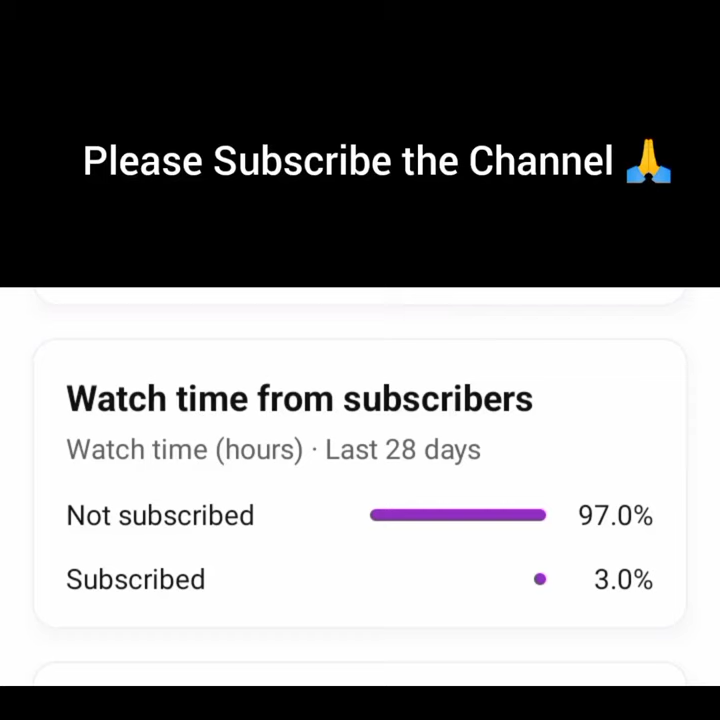 Please Subscribe the Channel 🙏
Watch time from subscribers
Watch time (hours) · Last 28 days
Not subscribed 97.0%
Subscribed 3.0%